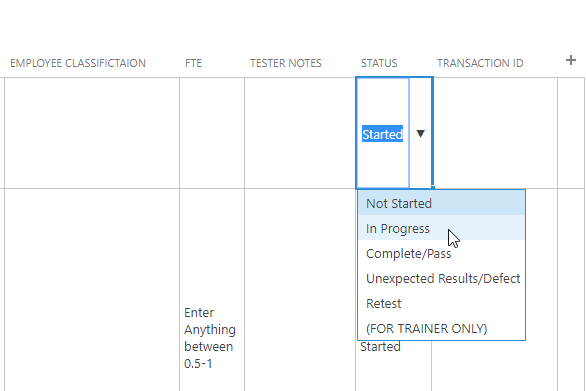 EMPLOYEE CLASSIFICTAION FTE TESTER NOTES STATUS TRANSACTION ID +
Started
Not Started
In Progress
Complete/Pass
Unexpected Results/Defect
Retest
(FOR TRAINER ONLY)
Enter
Anything
between
0.5-1
Started